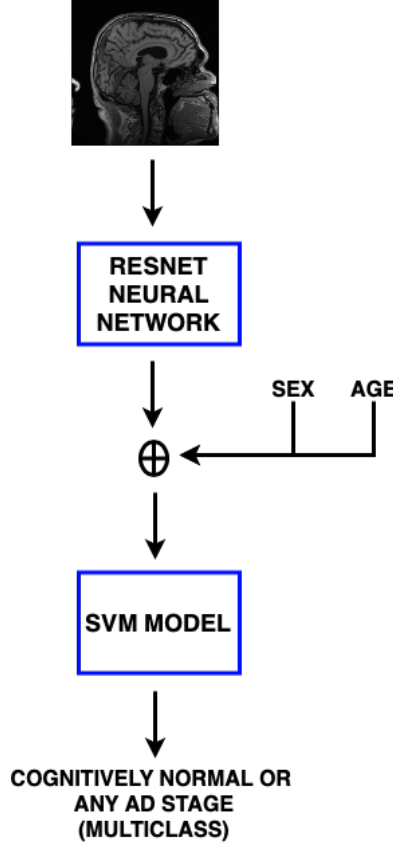 RESNET
NEURAL
NETWORK
SEX AGE
SVM MODEL
COGNITIVELY NORMAL OR
ANY AD STAGE
(MULTICLASS)